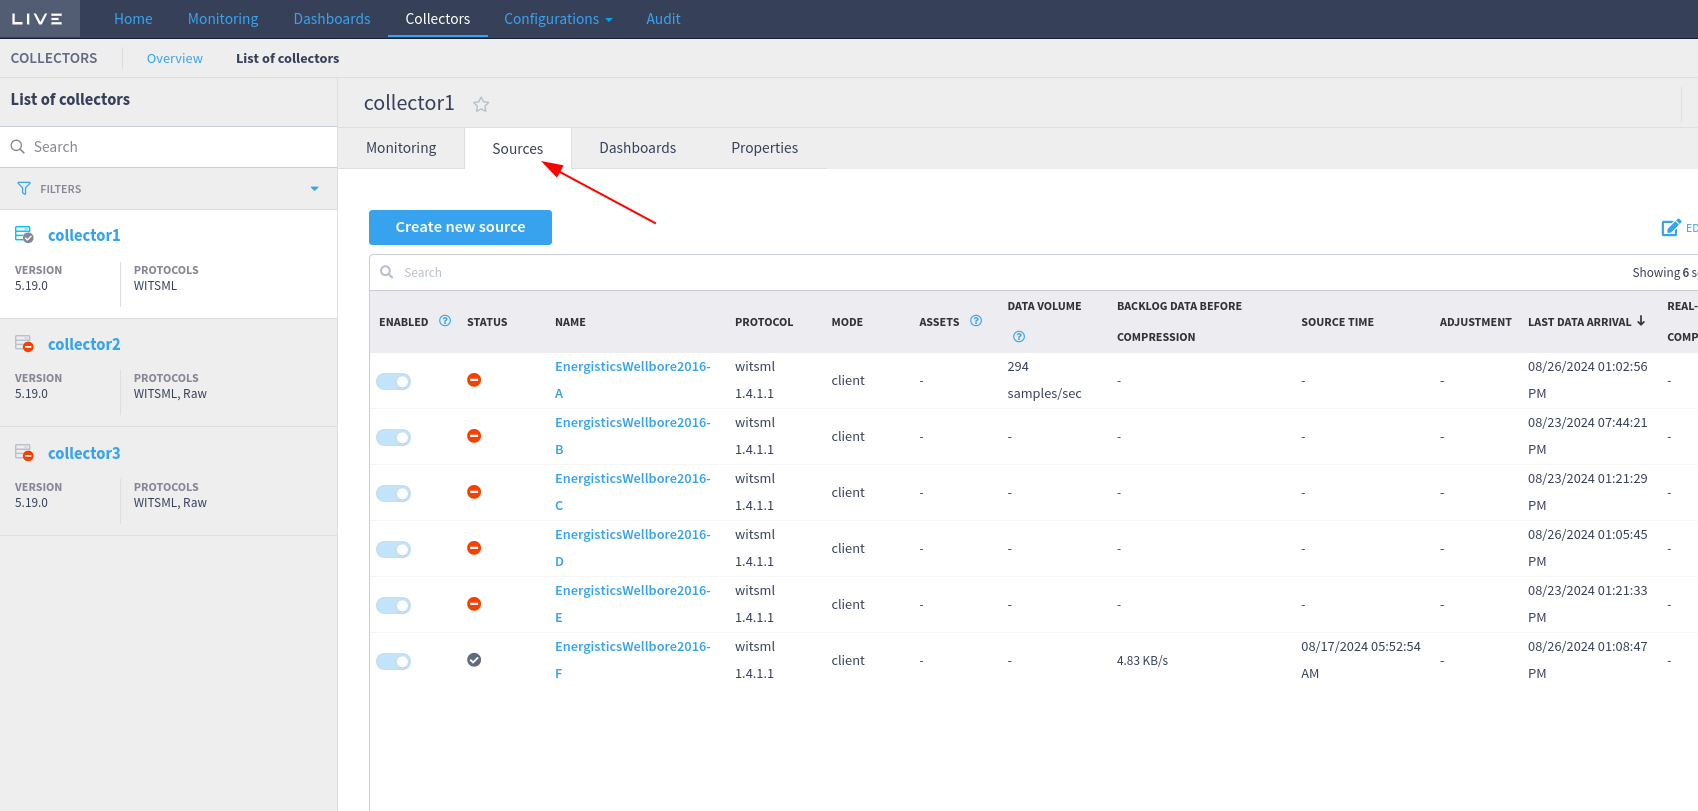 LIVE Home Monitoring Dashboards Collectors Configurations Audit
COLLECTORS Overview List of collectors
List of collectors
Search
FILTERS
collector1
VERSION PROTOCOLS
5.19.0 WITSML
collector2
VERSION PROTOCOLS
5.19.0 WITSML, Raw
collector3
VERSION PROTOCOLS
5.19.0 WITSML, Raw
collector1
Monitoring Sources Dashboards Properties
Create new source
ED
Search Showing 6 s
ENABLED ? STATUS NAME PROTOCOL MODE ASSETS ? DATA VOLUME ? BACKLOG DATA BEFORE COMPRESSION SOURCE TIME ADJUSTMENT LAST DATA ARRIVAL REAL- COMP
EnergisticsWellbore2016- witsml 294 08/26/2024 01:02:56
client - - - - -
A 1.4.1.1 samples/sec PM
EnergisticsWellbore2016- witsml 08/23/2024 07:44:21
client - - - - - -
B 1.4.1.1 PM
EnergisticsWellbore2016- witsml 08/23/2024 01:21:29
client - - - - - -
C 1.4.1.1 PM
EnergisticsWellbore2016- witsml 08/26/2024 01:05:45
client - - - - - -
D 1.4.1.1 PM
EnergisticsWellbore2016- witsml 08/23/2024 01:21:33
client - - - - - -
E 1.4.1.1 PM
EnergisticsWellbore2016- witsml 08/17/2024 05:52:54 08/26/2024 01:08:47
client - - 4.83 KB/s - -
F 1.4.1.1 AM PM